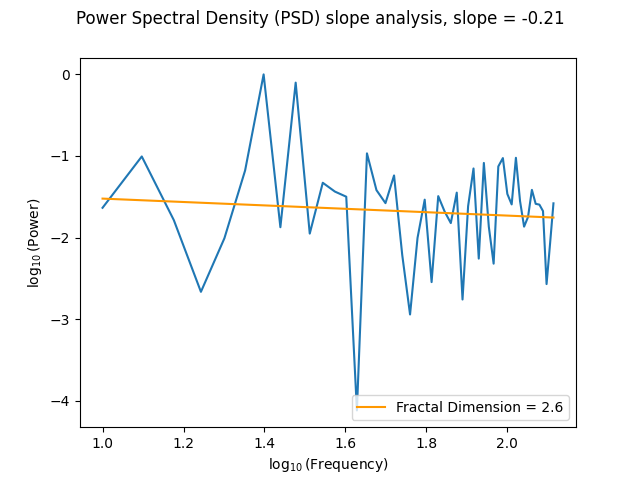 Power Spectral Density (PSD) slope analysis, slope = -0.21
0
−1
−2
−3
−4
log₁₀(Power)
Fractal Dimension = 2.6
1.0 1.2 1.4 1.6 1.8 2.0
log₁₀(Frequency)